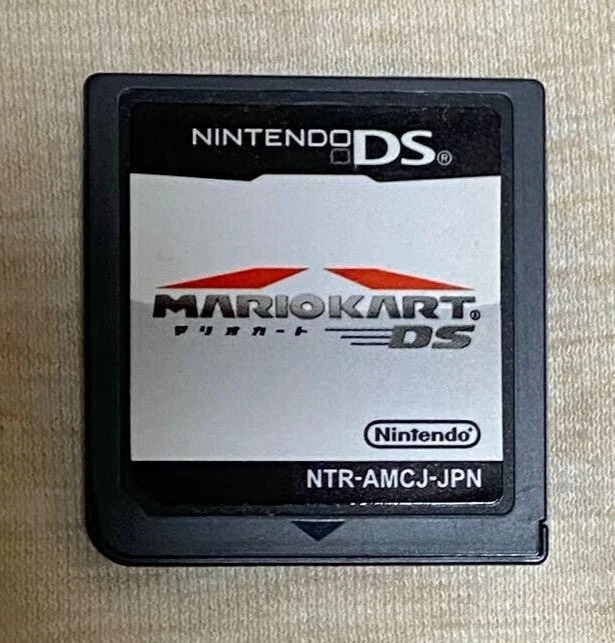 NINTENDO DS®
MARIOKART®
マリオカート DS
Nintendo®
NTR-AMCJ-JPN